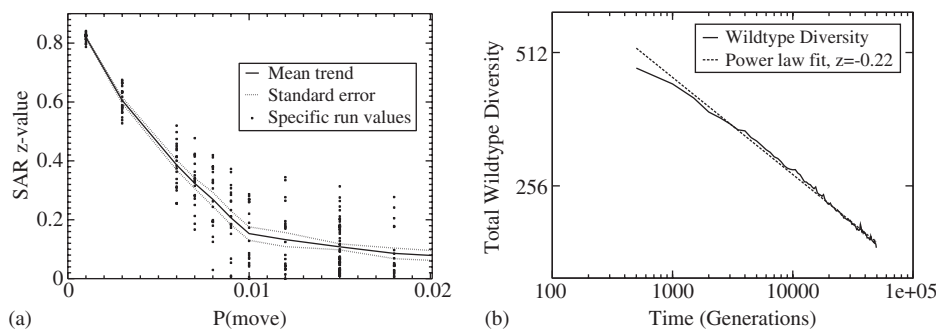 0.8
0.6
0.4
0.2
0
SAR z-value
Mean trend
Standard error
Specific run values
0
0.01
0.02
P(move)
(a)
512
256
Total Wildtype Diversity
Wildtype Diversity
Power law fit, z=-0.22
100
1000
10000
1e+05
Time (Generations)
(b)